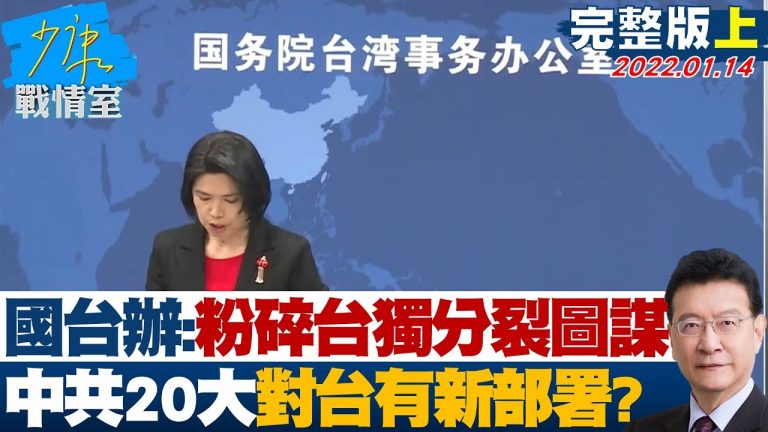 少康
戰情室
国务院台湾事务办公室
完整版上
2022.01.14
國台辦:粉碎台獨分裂圖謀
中共20大對台有新部署?